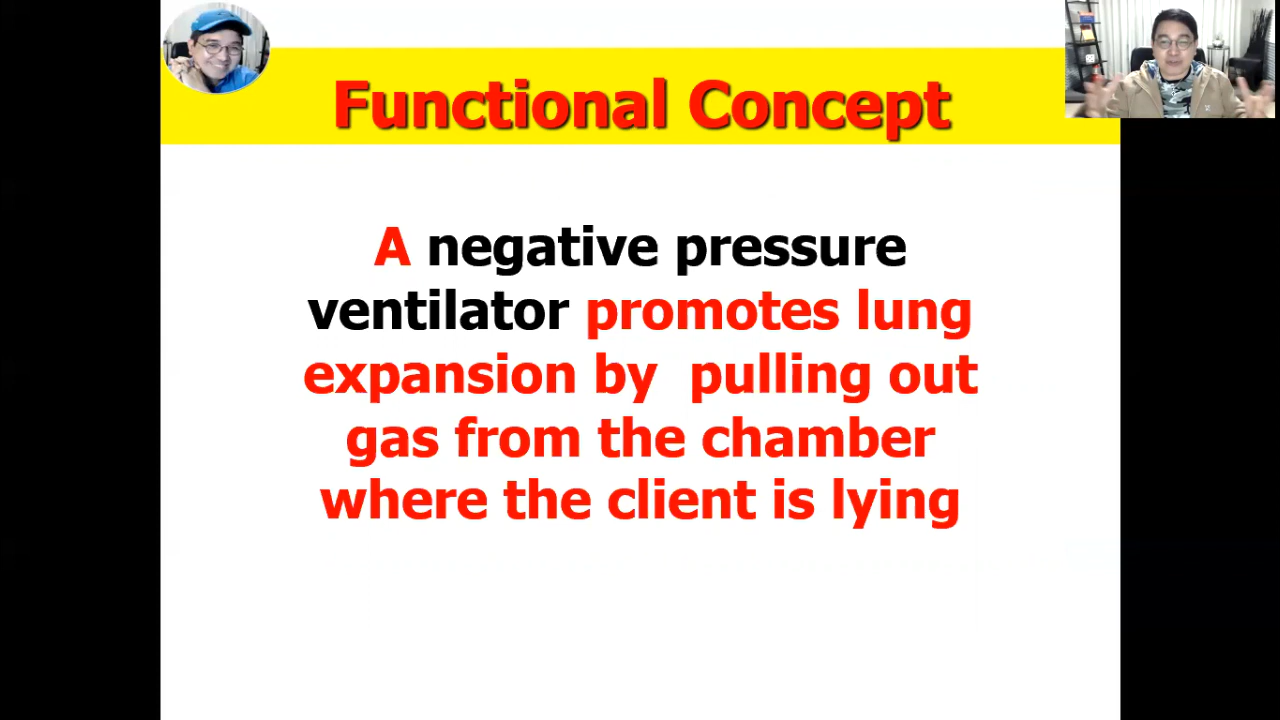 Functional Concept
A negative pressure
ventilator promotes lung
expansion by  pulling out
gas from the chamber
where the client is lying